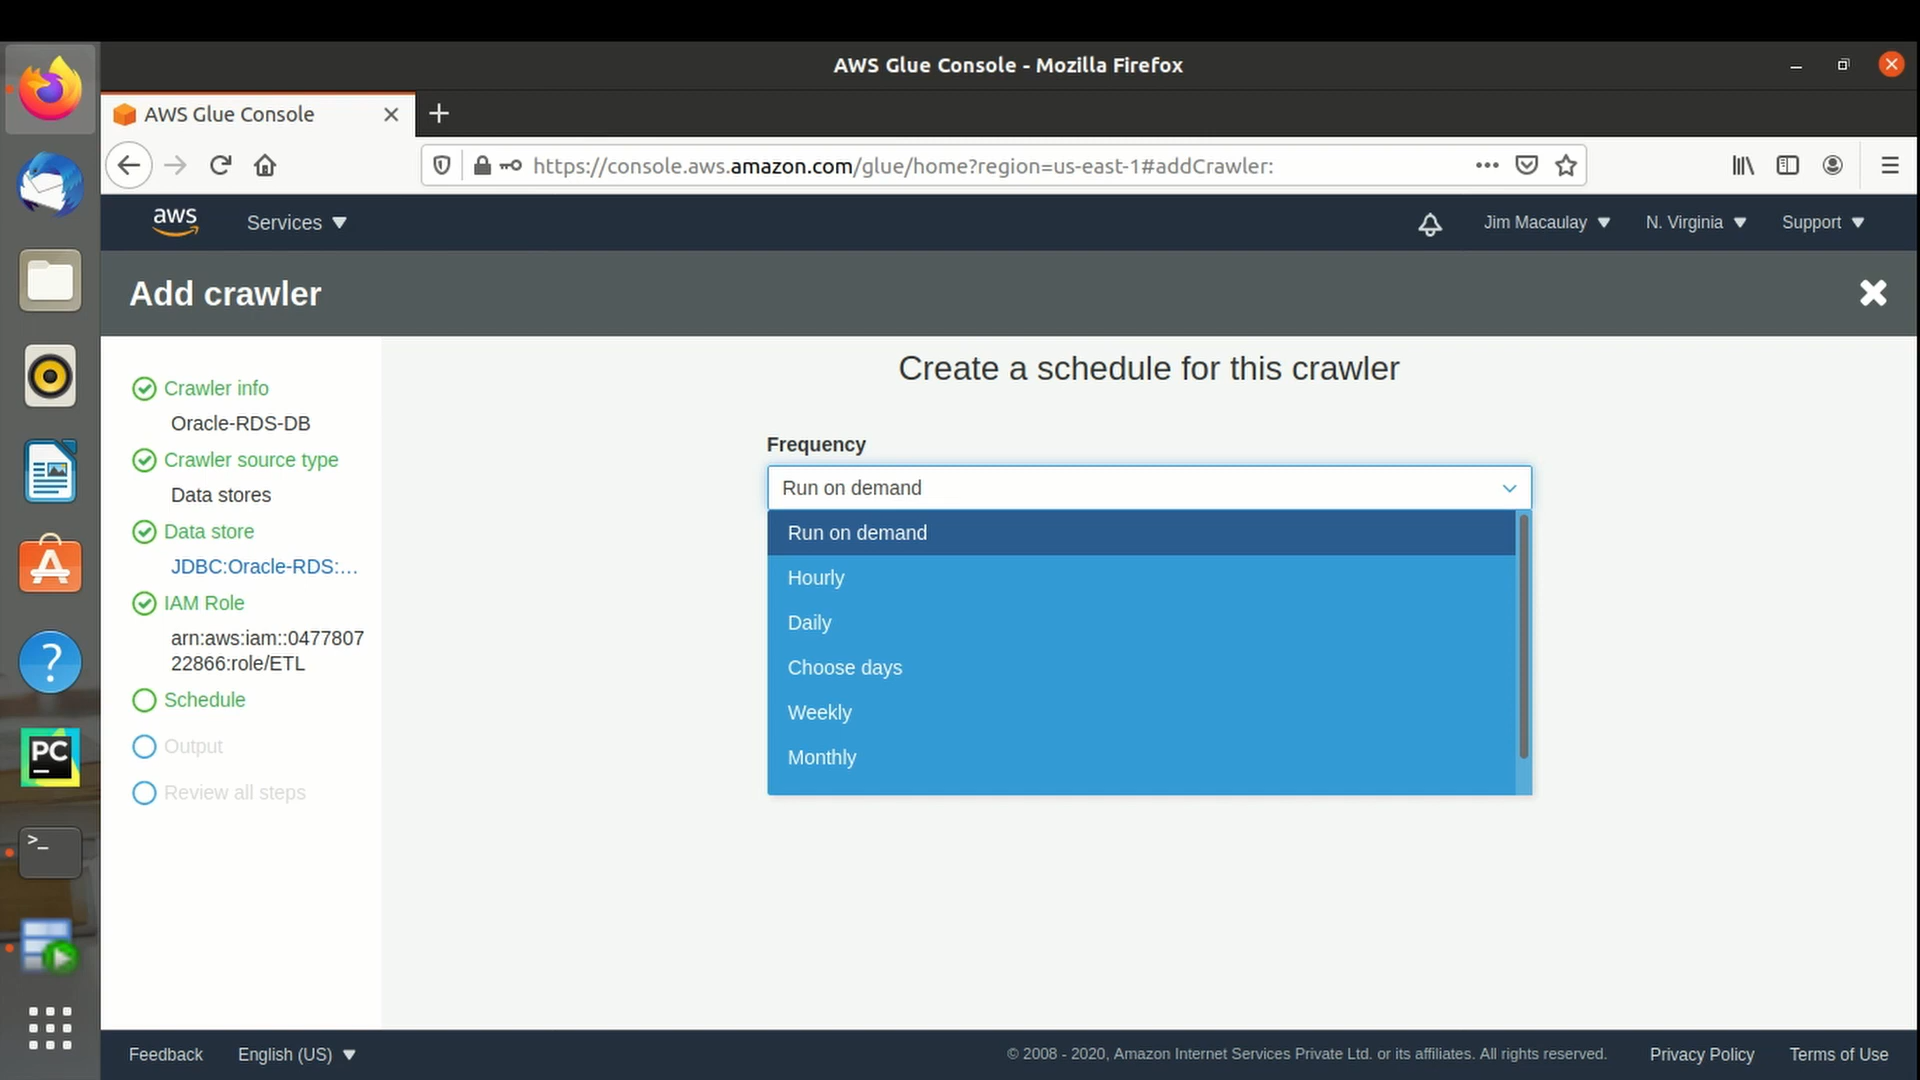 AWS Glue Console - Mozilla Firefox
AWS Glue Console
https://console.aws.amazon.com/glue/home?region=us-east-1#addCrawler:
aws
Services
Jim Macaulay
N. Virginia
Support
Add crawler
Crawler info
Oracle-RDS-DB
Crawler source type
Data stores
Data store
JDBC:Oracle-RDS:...
IAM Role
arn:aws:iam::0477807
22866:role/ETL
Schedule
Output
Review all steps
Create a schedule for this crawler
Frequency
Run on demand
Run on demand
Hourly
Daily
Choose days
Weekly
Monthly
PC
>_
Feedback
English (US)
© 2008 - 2020, Amazon Internet Services Private Ltd. or its affiliates. All rights reserved.
Privacy Policy
Terms of Use